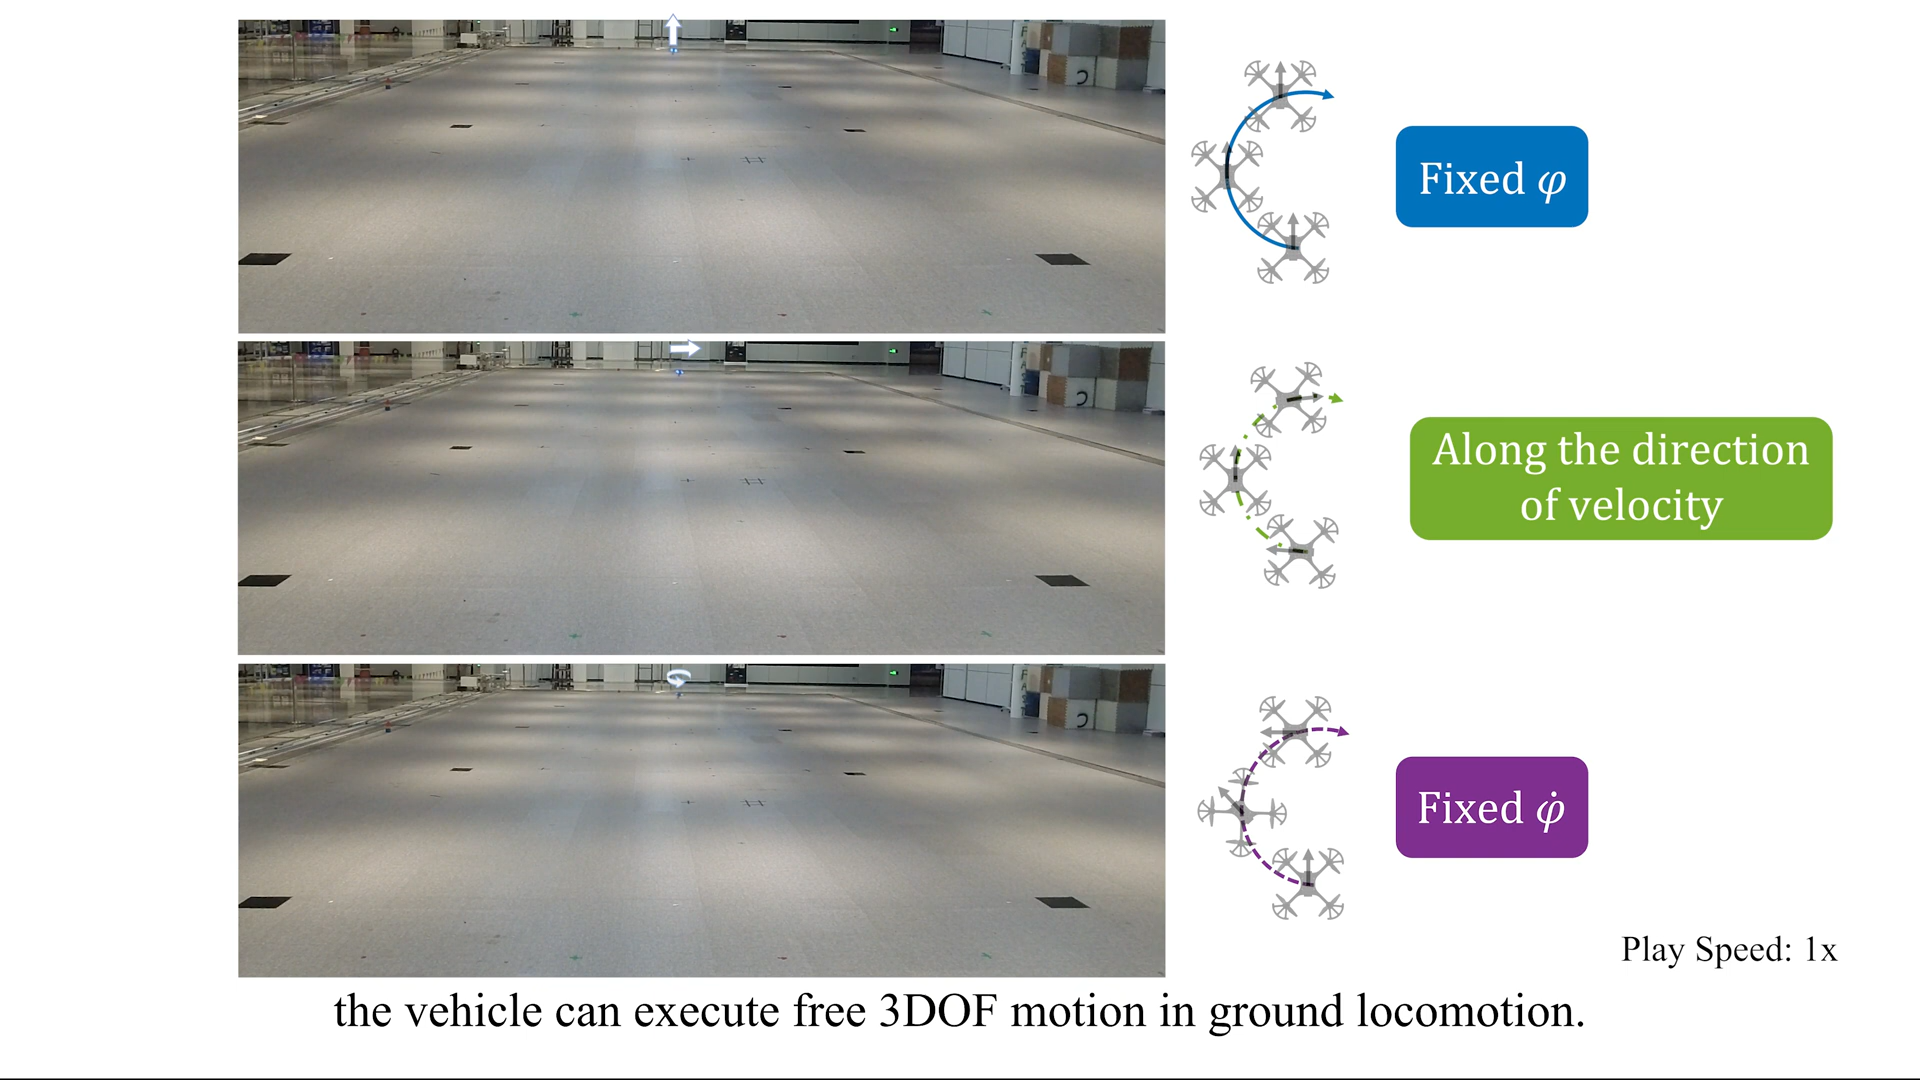 Fixed φ
Along the direction
of velocity
Fixed φ̇
Play Speed: 1x
the vehicle can execute free 3DOF motion in ground locomotion.